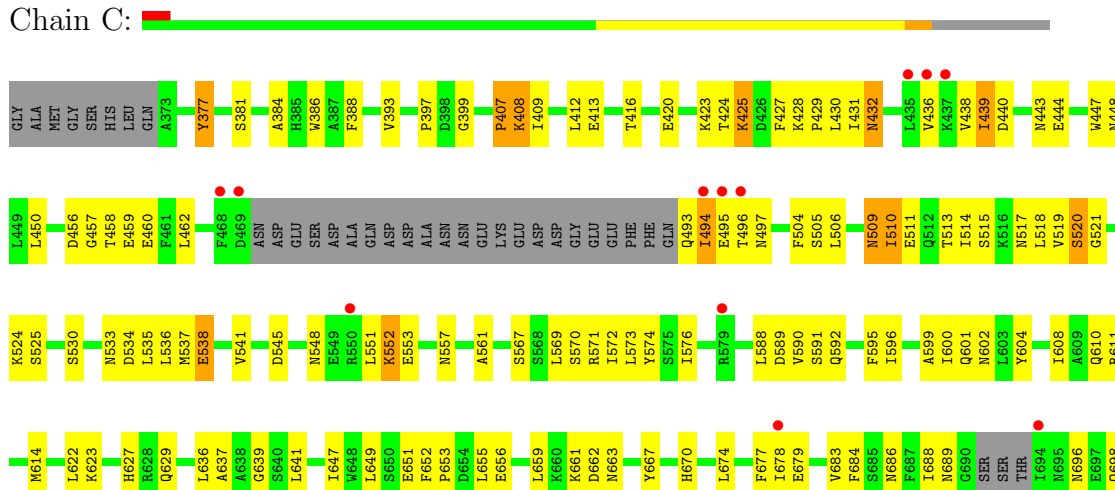 Chain C:
GLY ALA MET GLY SER HIS LEU GLN A373 Y377 S381 A384 H385 W386 A387 F388 V393 P397 D398 G399 P407 K408 I409 L412 E413 T416 E420 K423 T424 K425 D426 F427 K428 P429 L430 I431 N432 L435 V436 K437 V438 I439 D440 N443 E444 W447 N448
L449 L450 D456 G457 T458 E459 E460 F461 L462 F468 D469 ASN ASP GLU SER ASP ALA GLN ASP ASP ALA ASN ASN GLU LYS GLU ASP ASP GLY GLU GLU PHE PHE GLN Q493 I494 E495 T496 N497 F504 S505 L506 N509 I510 E511 Q512 T513 I514 S515 K516 N517 L518 V519 S520 G521
K524 S525 S530 N533 D534 L535 L536 M537 E538 V541 D545 N548 E549 R550 L551 K552 E553 N557 A561 S567 S568 L569 S570 R571 I572 L573 Y574 S575 I576 R579 L588 D589 V590 S591 Q592 F595 I596 A599 I600 Q601 N602 L603 Y604 I608 A609 Q610
M614 L622 K623 H627 R628 Q629 L636 A637 A638 G639 S640 L641 I647 W648 L649 S650 E651 F652 P653 D654 L655 E656 L659 K660 K661 D662 N663 Y667 H670 L674 F677 I678 E679 V683 F684 S685 N686 F687 I688 N689 G690 SER SER THR I694 N695 N696 E697